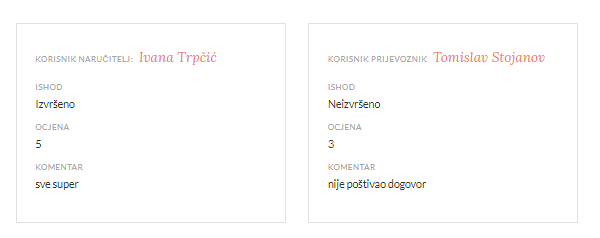 KORISNIK NARUČITELJ: Ivana Trpčić
ISHOD
Izvršeno
OCJENA
5
KOMENTAR
sve super
KORISNIK PRIJEVOZNIK Tomislav Stojanov
ISHOD
Neizvršeno
OCJENA
3
KOMENTAR
nije poštivao dogovor